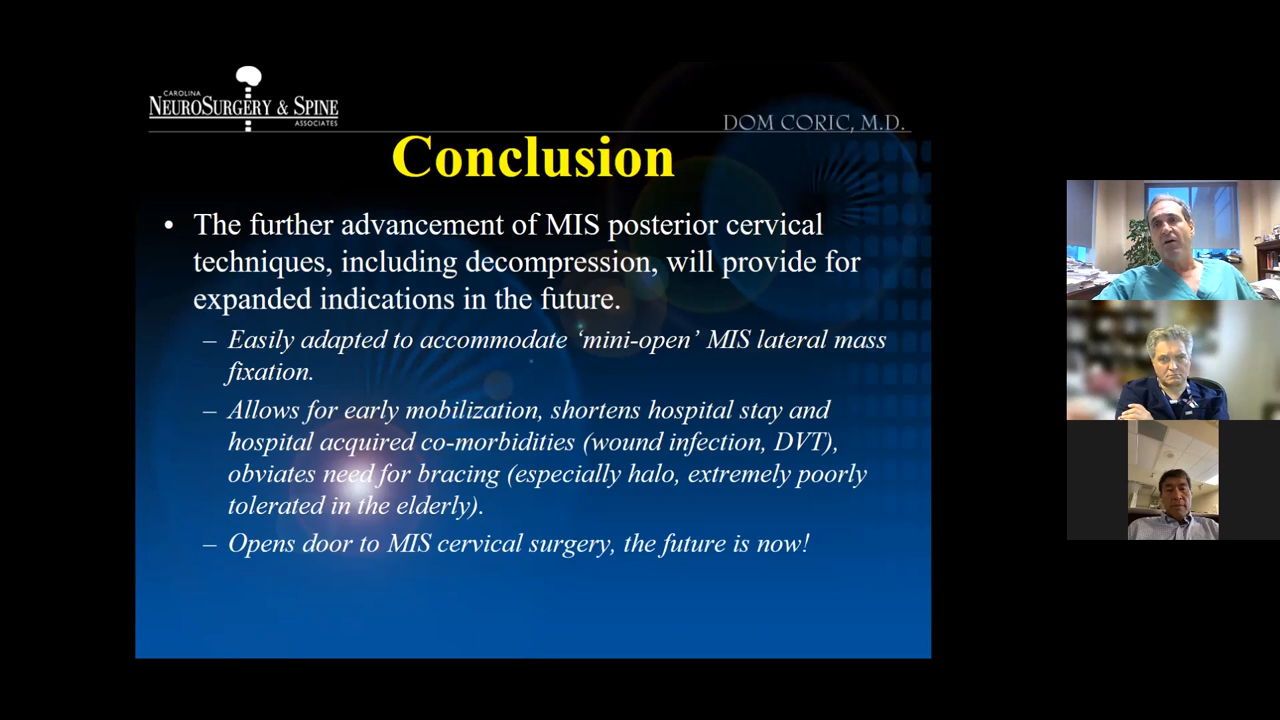 CAROLINA
NEUROSURGERY & SPINE
ASSOCIATES
DOM CORIC, M.D.
Conclusion
• The further advancement of MIS posterior cervical
techniques, including decompression, will provide for
expanded indications in the future.
– Easily adapted to accommodate ‘mini-open’ MIS lateral mass
fixation.
– Allows for early mobilization, shortens hospital stay and
hospital acquired co-morbidities (wound infection, DVT),
obviates need for bracing (especially halo, extremely poorly
tolerated in the elderly).
– Opens door to MIS cervical surgery, the future is now!